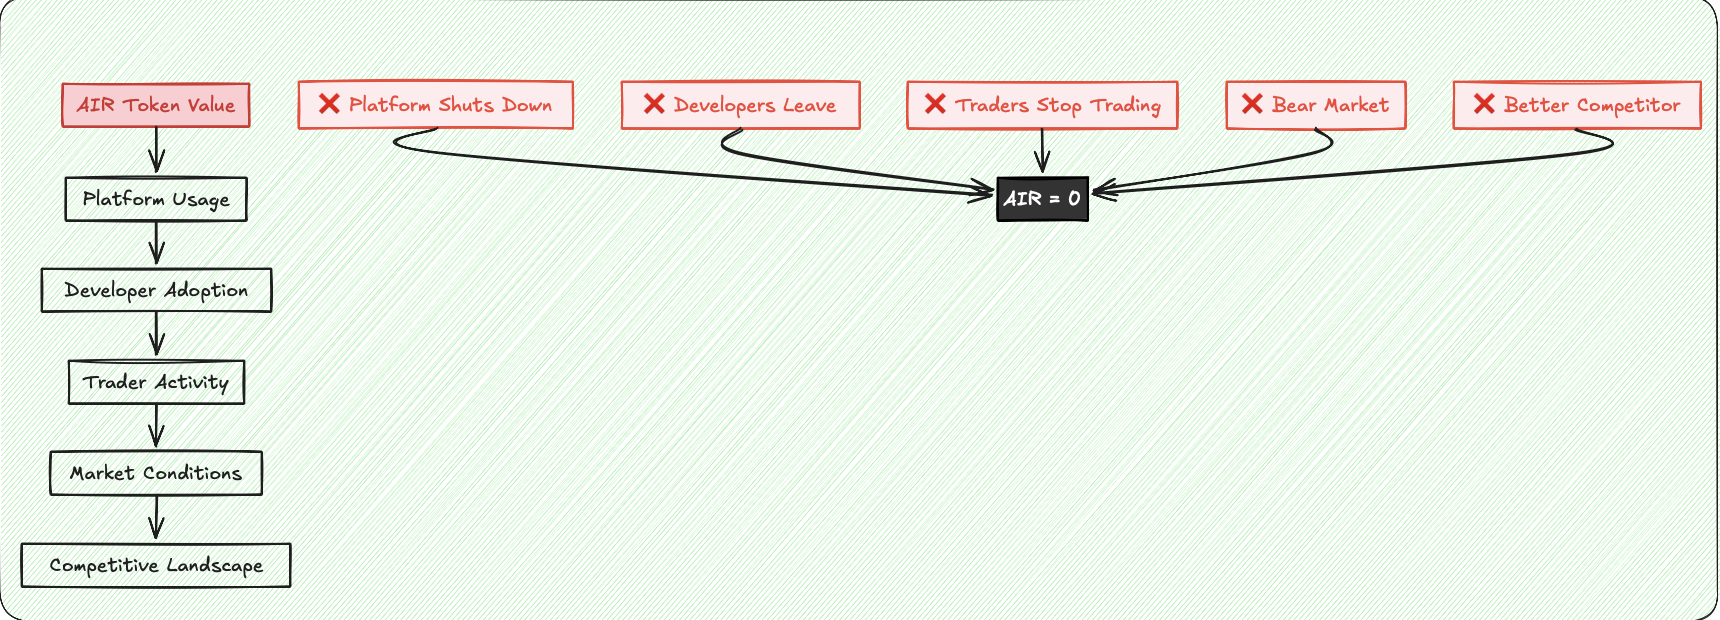 AIR Token Value
❌ Platform Shuts Down
❌ Developers Leave
❌ Traders Stop Trading
❌ Bear Market
❌ Better Competitor
Platform Usage
AIR = 0
Developer Adoption
Trader Activity
Market Conditions
Competitive Landscape